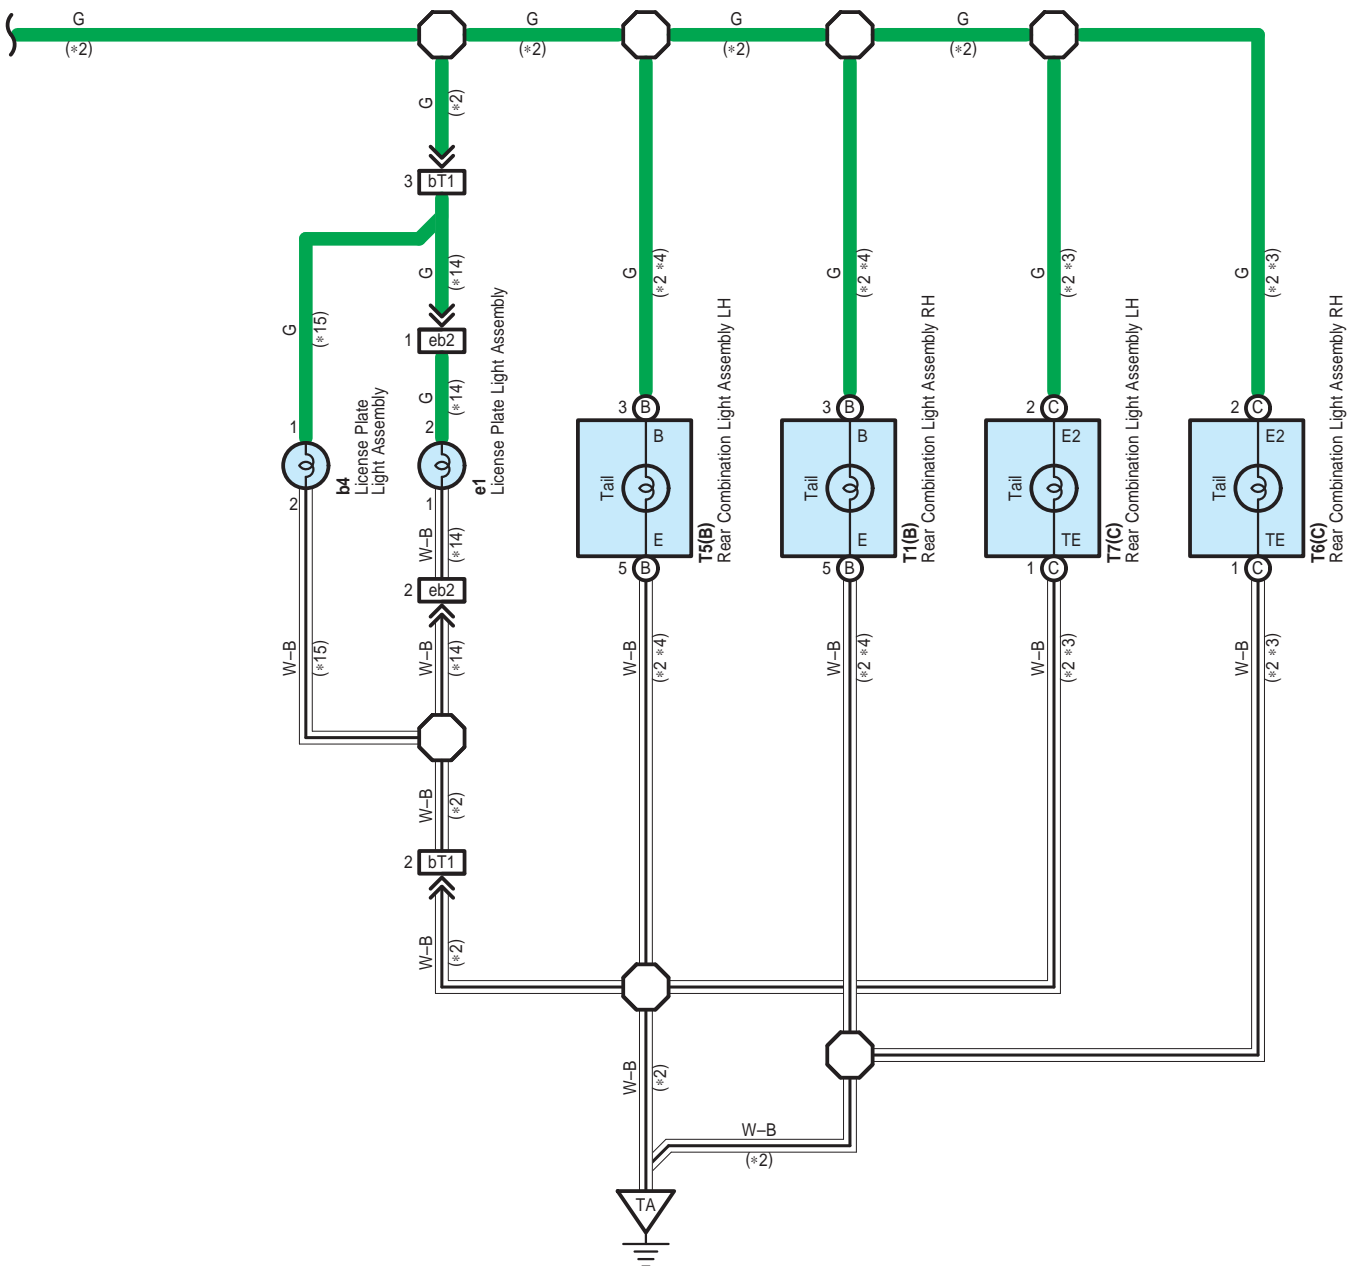 G
(*2)
G
(*2)
G
(*2)
G
(*2)
G
(*2)
3
bT1
G
(*14)
G
(*15)
1
eb2
G
(*14)
G
(*2 *4)
G
(*2 *4)
G
(*2 *3)
G
(*2 *3)
1
2
b4
License Plate
Light Assembly
2
1
e1
License Plate Light Assembly
3
B
B
Tail
E
5
B
T5(B)
Rear Combination Light Assembly LH
3
B
B
Tail
E
5
B
T1(B)
Rear Combination Light Assembly RH
2
C
E2
Tail
TE
1
C
T7(C)
Rear Combination Light Assembly LH
2
C
E2
Tail
TE
1
C
T6(C)
Rear Combination Light Assembly RH
W–B
(*14)
2
eb2
W–B
(*15)
W–B
(*14)
W–B
(*2 *4)
W–B
(*2 *4)
W–B
(*2 *3)
W–B
(*2 *3)
W–B
(*2)
2
bT1
W–B
(*2)
W–B
(*2)
W–B
(*2)
TA